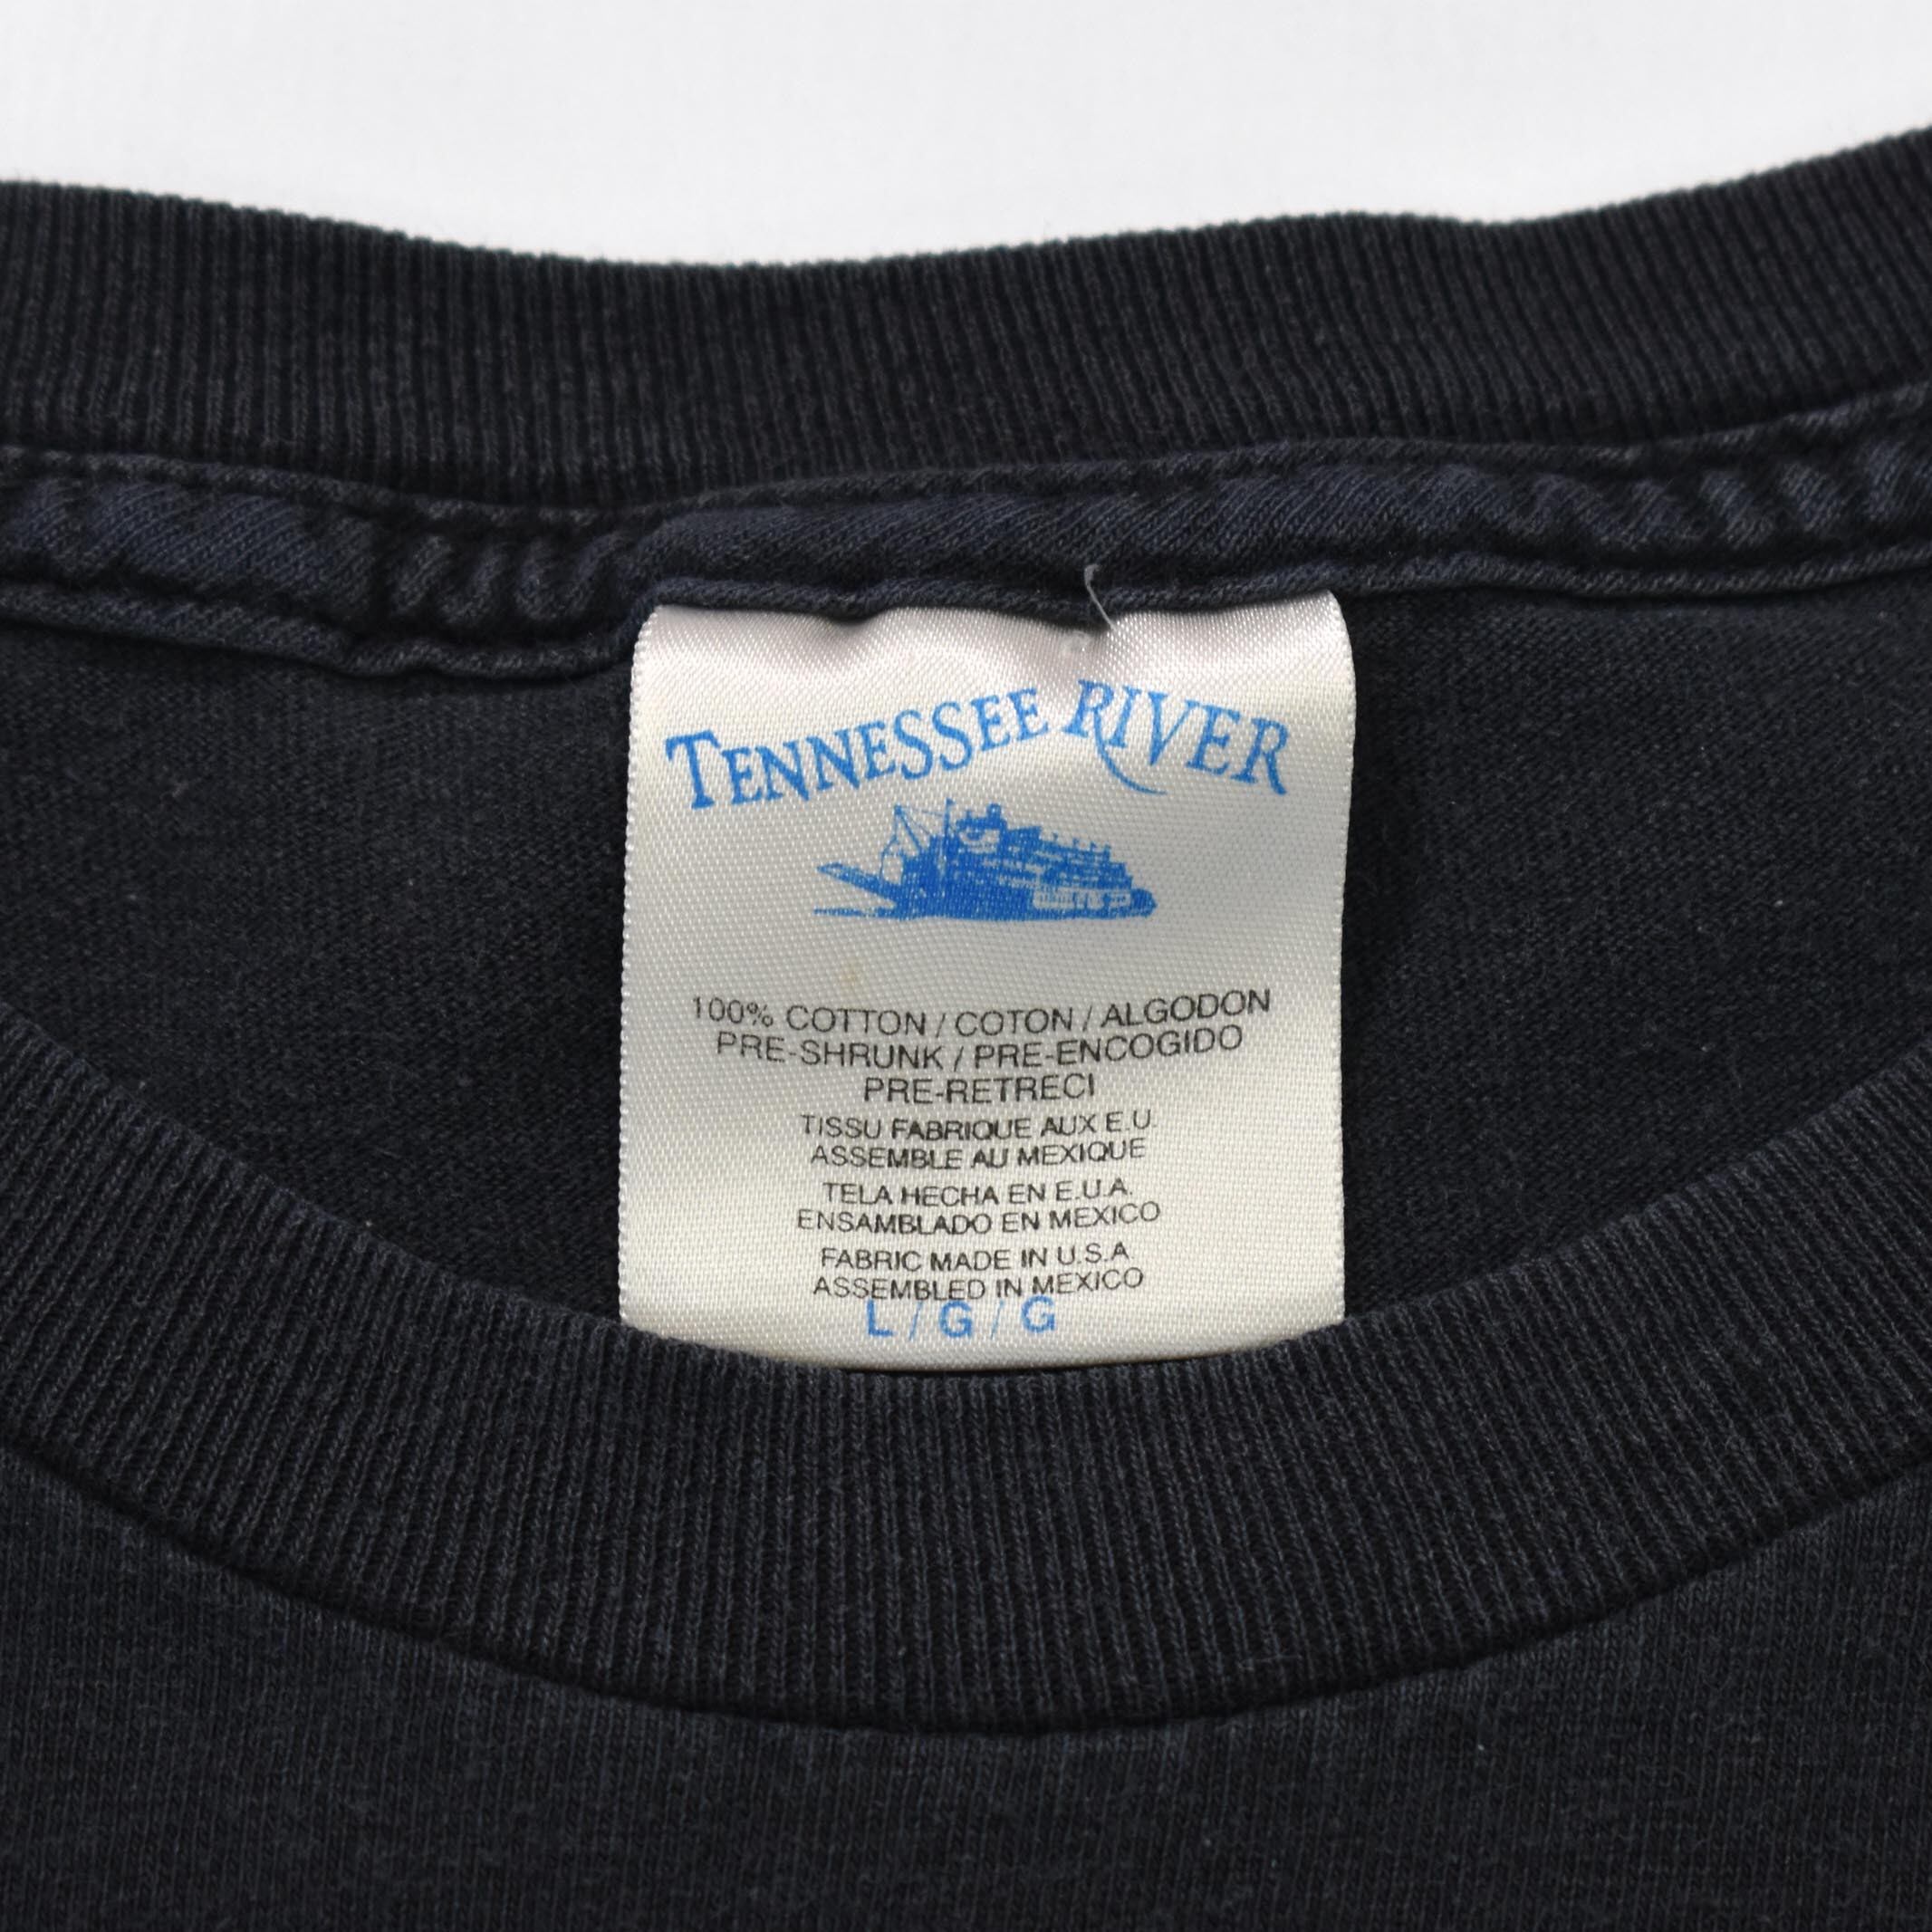 TENNESSEE RIVER
100% COTTON / COTON / ALGODON
PRE-SHRUNK / PRE-ENCOGIDO
PRE-RETRECI
TISSU FABRIQUE AUX E.U.
ASSEMBLE AU MEXIQUE
TELA HECHA EN E.U.A.
ENSAMBLADO EN MEXICO
FABRIC MADE IN U.S.A
ASSEMBLED IN MEXICO
L / G / G